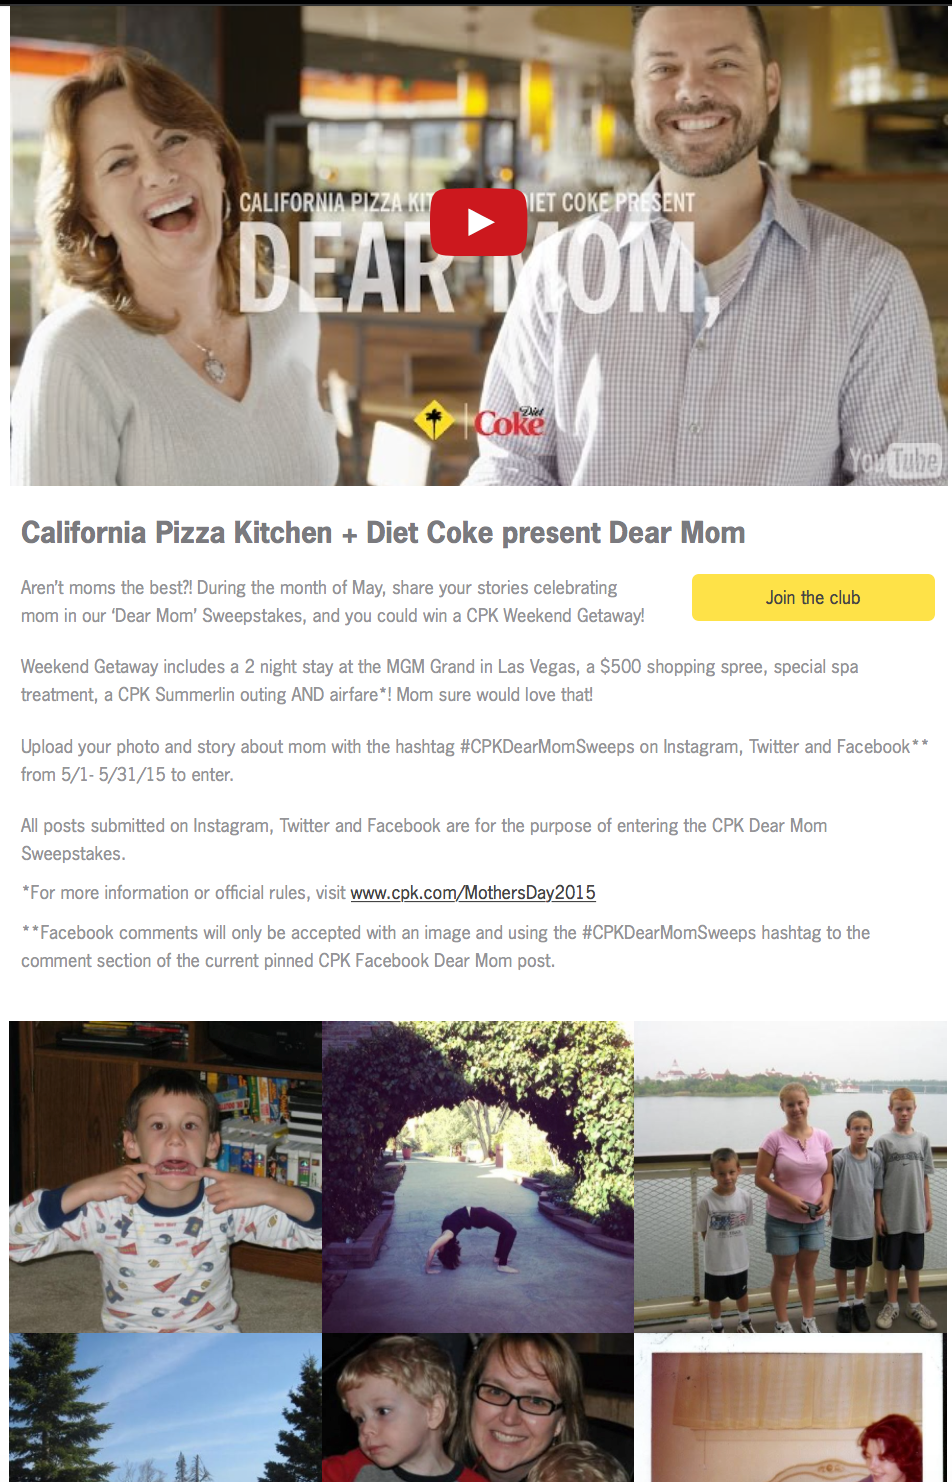 CALIFORNIA PIZZA KIT DIET COKE PRESENT
DEAR MOM,
Diet
Coke
YouTube
California Pizza Kitchen + Diet Coke present Dear Mom
Aren't moms the best?! During the month of May, share your stories celebrating
mom in our ‘Dear Mom’ Sweepstakes, and you could win a CPK Weekend Getaway!
Join the club
Weekend Getaway includes a 2 night stay at the MGM Grand in Las Vegas, a $500 shopping spree, special spa
treatment, a CPK Summerlin outing AND airfare*! Mom sure would love that!
Upload your photo and story about mom with the hashtag #CPKDearMomSweeps on Instagram, Twitter and Facebook**
from 5/1- 5/31/15 to enter.
All posts submitted on Instagram, Twitter and Facebook are for the purpose of entering the CPK Dear Mom
Sweepstakes.
*For more information or official rules, visit www.cpk.com/MothersDay2015
**Facebook comments will only be accepted with an image and using the #CPKDearMomSweeps hashtag to the
comment section of the current pinned CPK Facebook Dear Mom post.